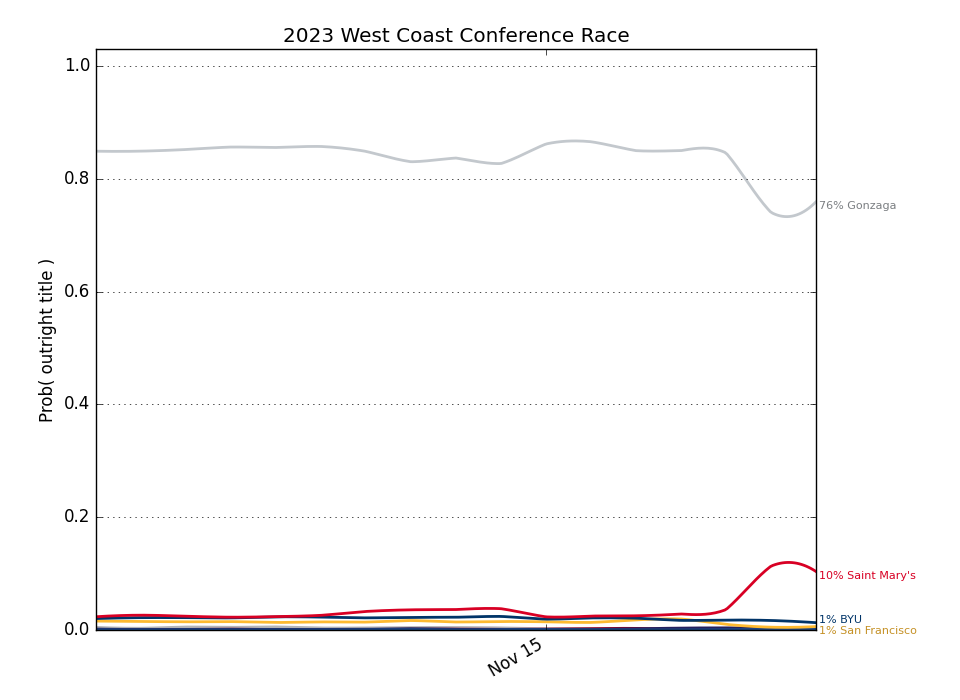 2023 West Coast Conference Race
1.0
0.8
0.6
0.4
0.2
0.0
Prob( outright title )
Nov 15
76% Gonzaga
10% Saint Mary's
1% BYU
1% San Francisco